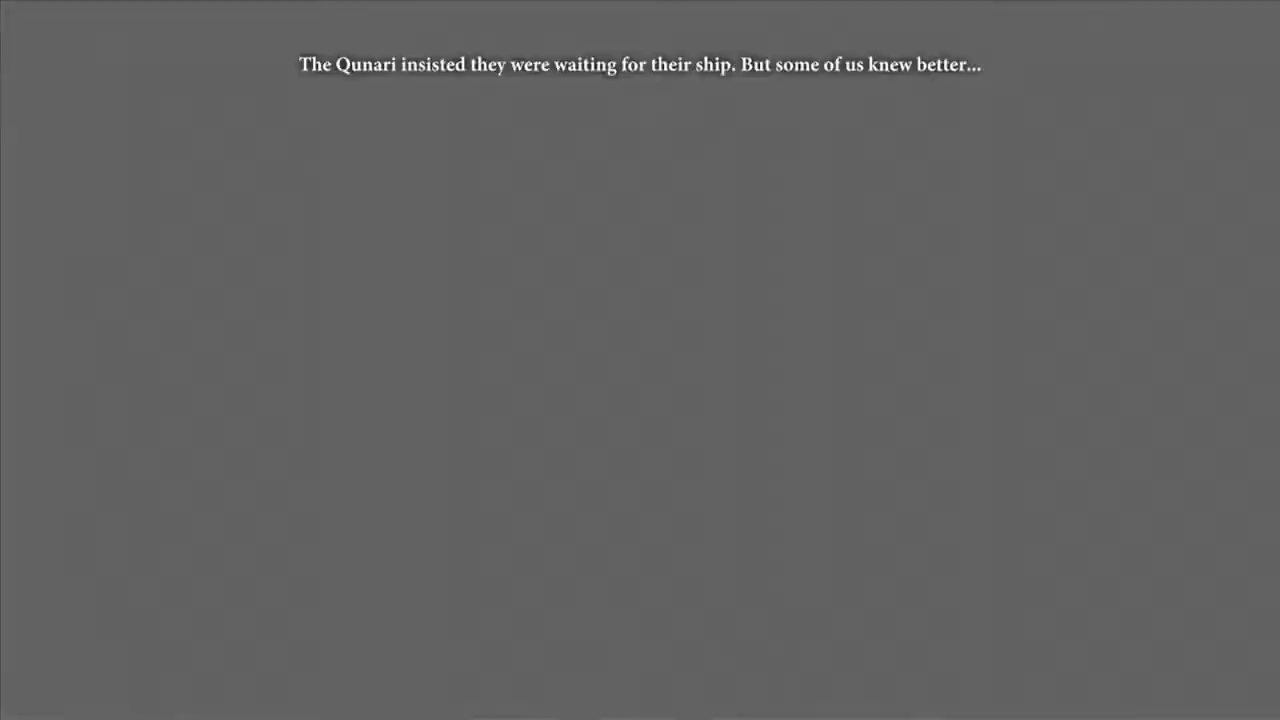 The Qunari insisted they were waiting for their ship. But some of us knew better...